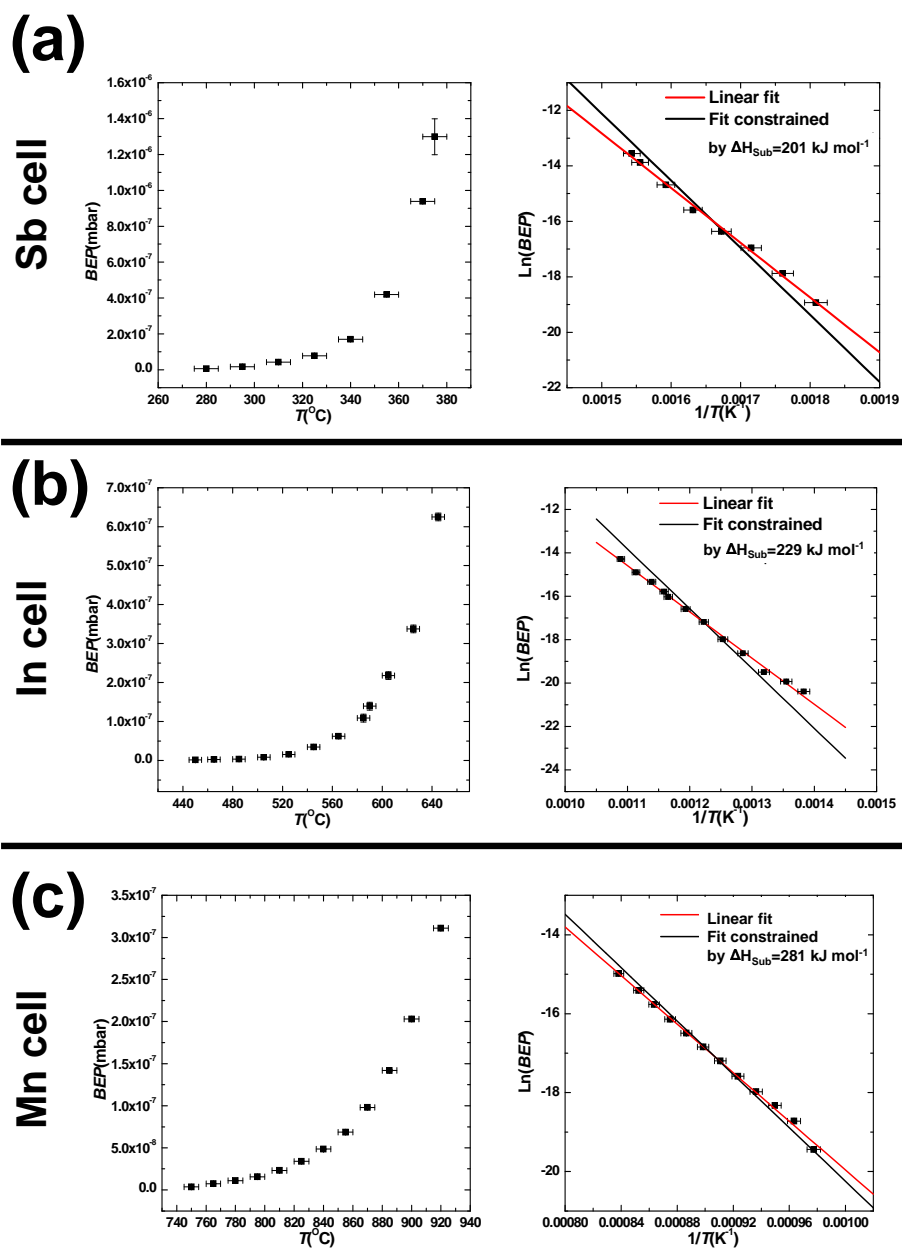 (a)
Sb cell
1.6x10⁻⁶
1.4x10⁻⁶
1.2x10⁻⁶
1.0x10⁻⁶
8.0x10⁻⁷
6.0x10⁻⁷
4.0x10⁻⁷
2.0x10⁻⁷
0.0
BEP(mbar)
260 280 300 320 340 360 380
T(°C)
Linear fit
Fit constrained
by ΔH_Sub=201 kJ mol⁻¹
-12
-14
-16
-18
-20
-22
Ln(BEP)
0.0015 0.0016 0.0017 0.0018 0.0019
1/T(K⁻¹)
(b)
In cell
7.0x10⁻⁷
6.0x10⁻⁷
5.0x10⁻⁷
4.0x10⁻⁷
3.0x10⁻⁷
2.0x10⁻⁷
1.0x10⁻⁷
0.0
BEP(mbar)
440 480 520 560 600 640
T(°C)
Linear fit
Fit constrained
by ΔH_Sub=229 kJ mol⁻¹
-12
-14
-16
-18
-20
-22
-24
Ln(BEP)
0.0010 0.0011 0.0012 0.0013 0.0014 0.0015
1/T(K⁻¹)
(c)
Mn cell
3.5x10⁻⁷
3.0x10⁻⁷
2.0x10⁻⁷
1.5x10⁻⁷
1.0x10⁻⁷
5.0x10⁻⁸
0.0
BEP(mbar)
740 760 780 800 820 840 860 880 900 920 940
T(°C)
Linear fit
Fit constrained
by ΔH_Sub=281 kJ mol⁻¹
-14
-16
-18
-20
Ln(BEP)
0.00080 0.00084 0.00088 0.00092 0.00096 0.00100
1/T(K⁻¹)